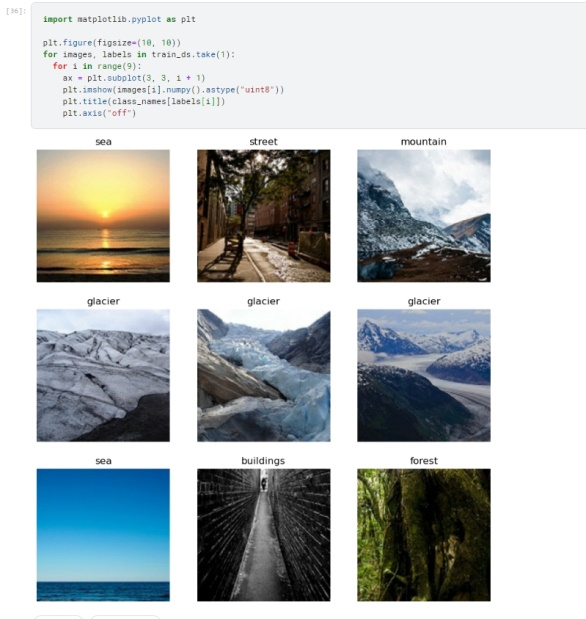 [36]:
import matplotlib.pyplot as plt
plt.figure(figsize=(10, 10))
for images, labels in train_ds.take(1):
  for i in range(9):
    ax = plt.subplot(3, 3, i + 1)
    plt.imshow(images[i].numpy().astype("uint8"))
    plt.title(class_names[labels[i]])
    plt.axis("off")
sea street mountain
glacier glacier glacier
sea buildings forest